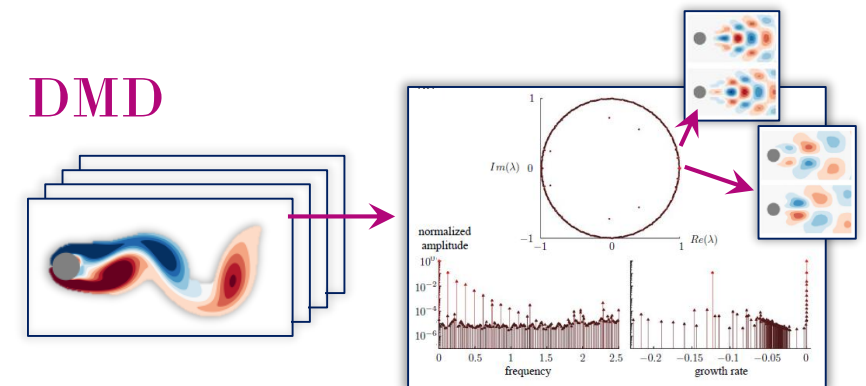 DMD
1
Im(λ) 0
−1
−1 0 1 Re(λ)
normalized
amplitude
10⁰
10⁻²
10⁻⁴
10⁻⁶
0 0.5 1 1.5 2 2.5
frequency
−0.2 −0.15 −0.1 −0.05 0
growth rate